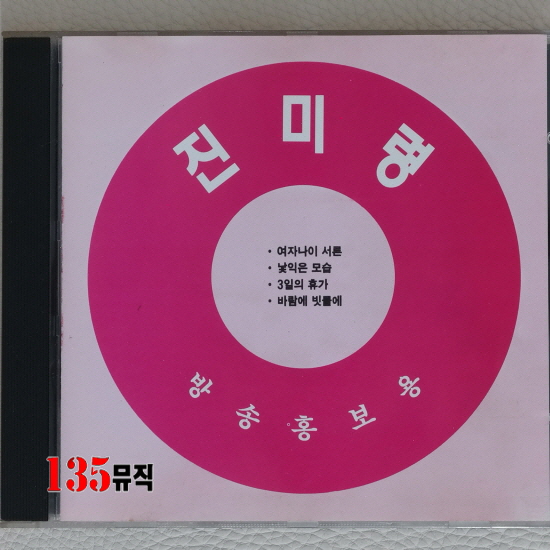 진미령
• 여자나이 서른
• 낯익은 모습
• 3일의 휴가
• 바람에 빗물에
방송홍보용
135뮤직